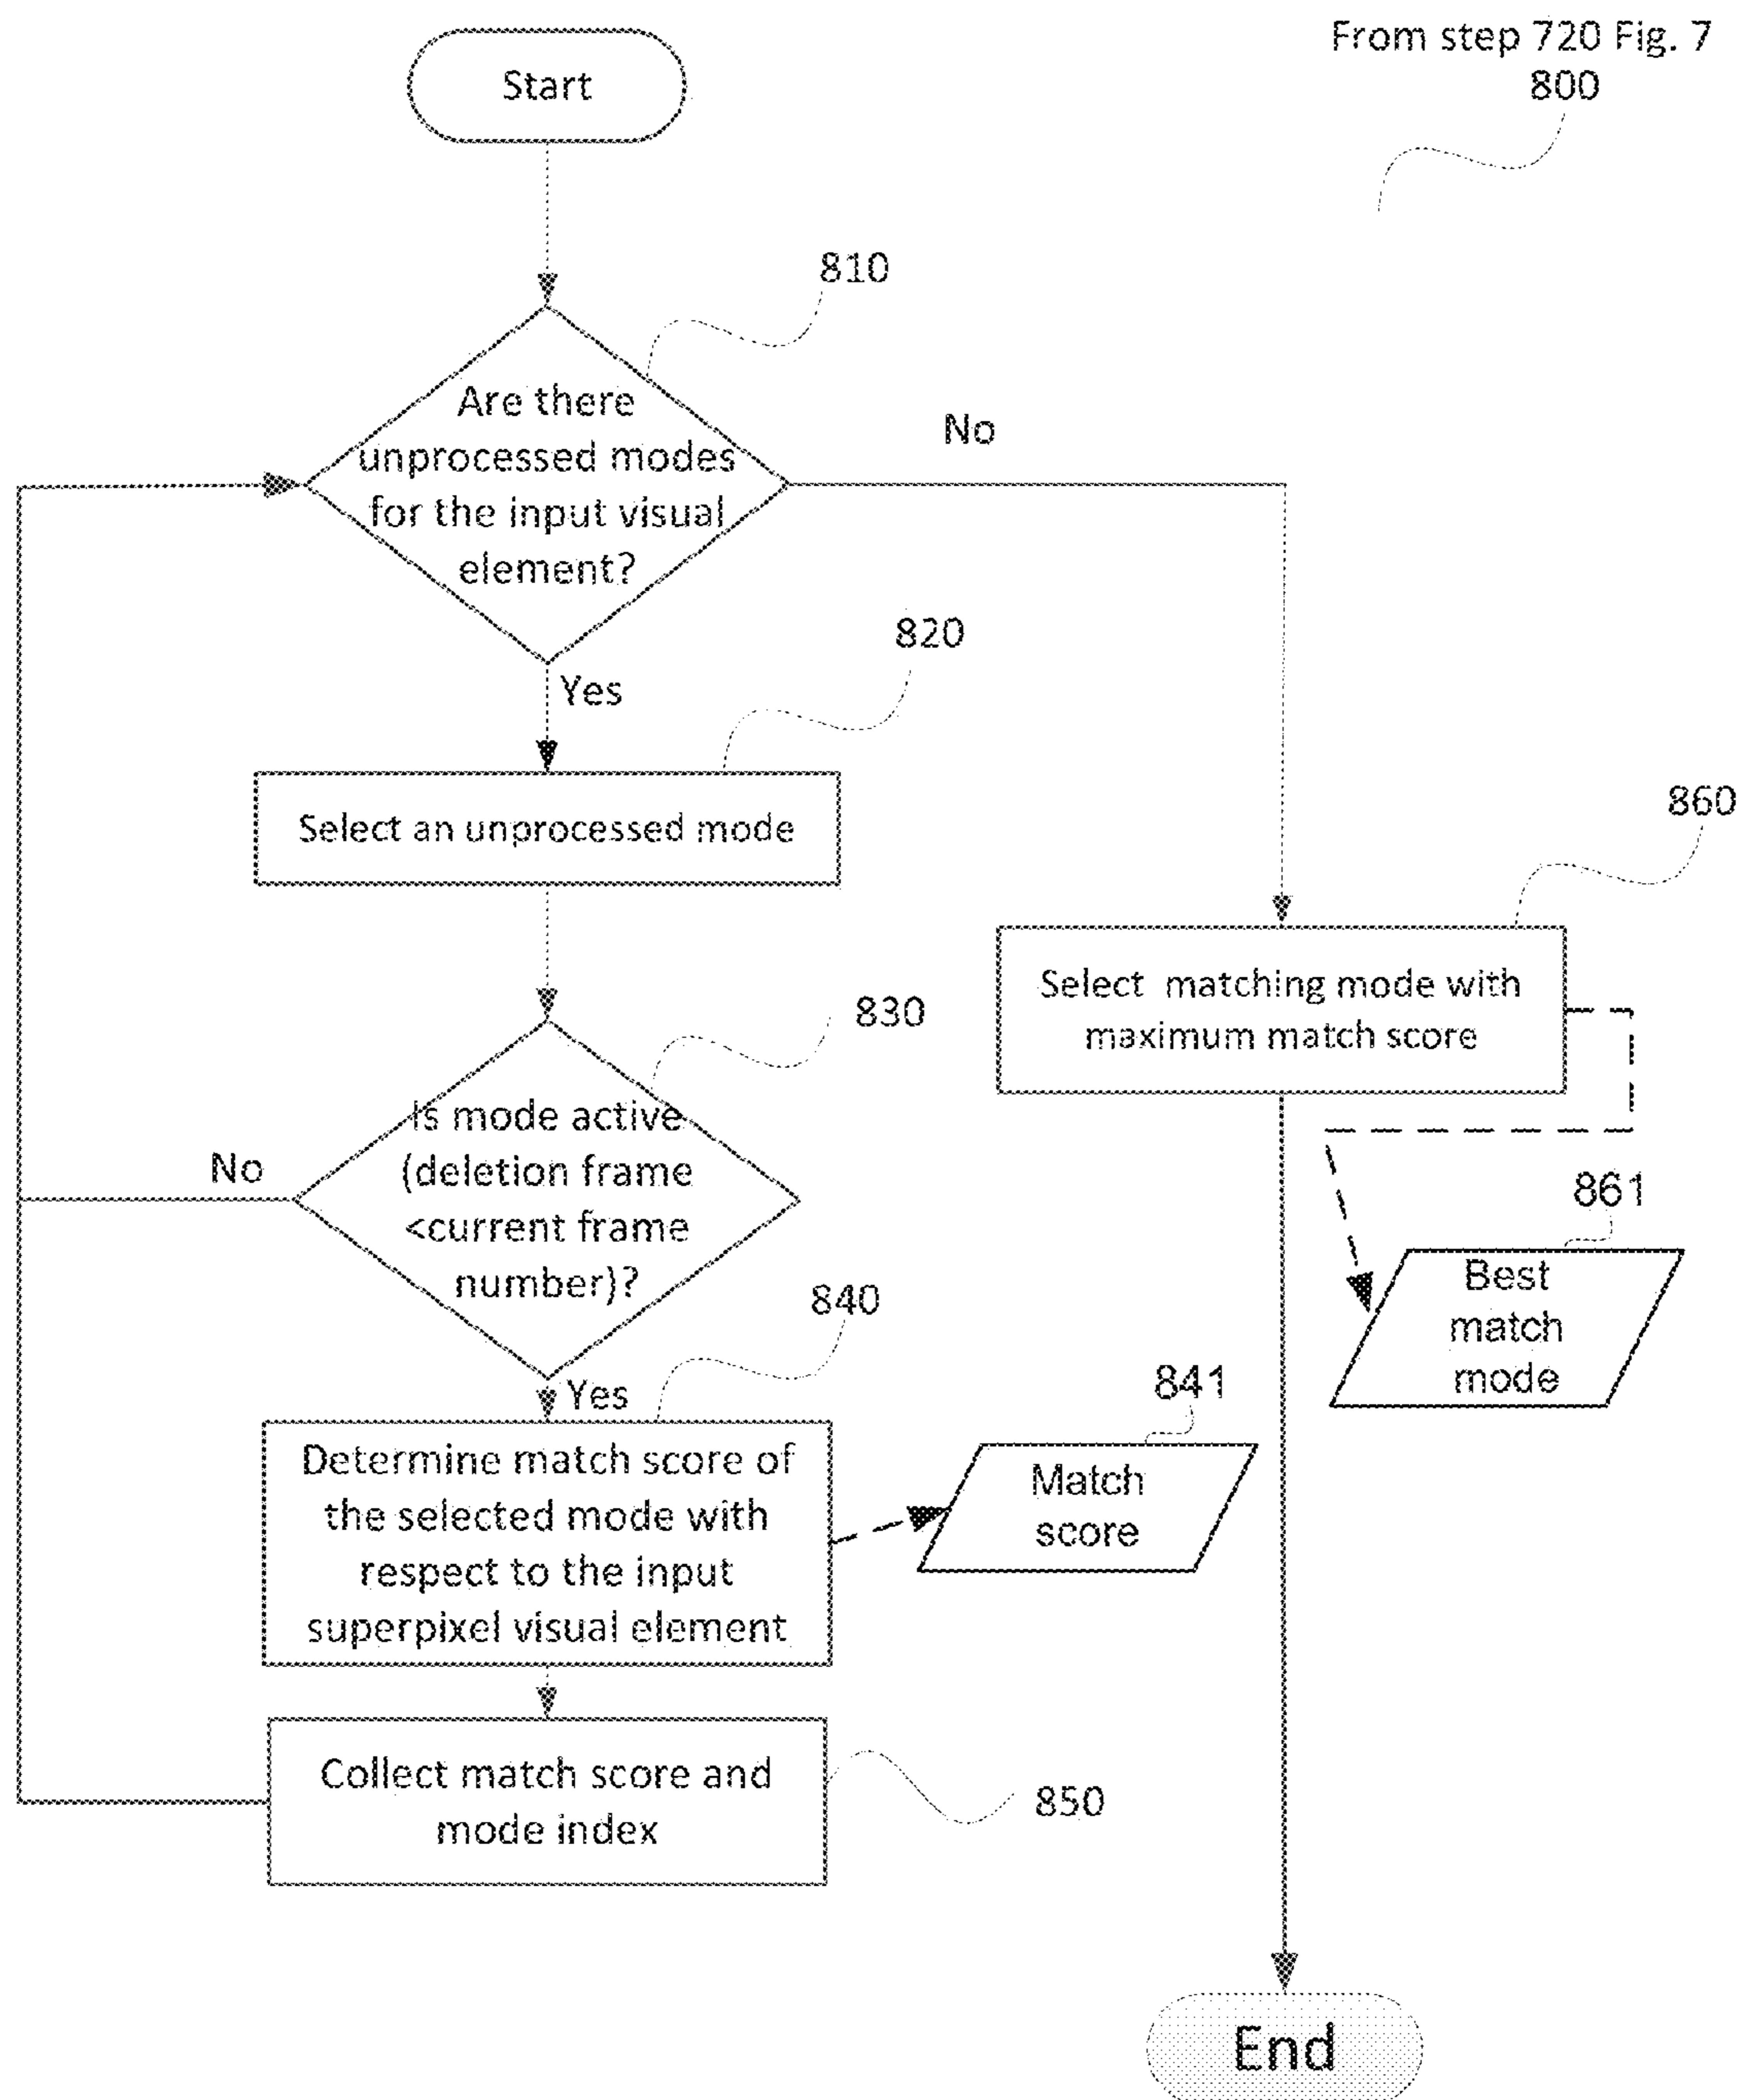 From step 720 Fig. 7
800
Start
810
Are there
unprocessed modes
for the input visual
element?
No
Yes
820
Select an unprocessed mode
860
Select matching mode with
maximum match score
830
Is mode active
(deletion frame
<current frame
number)?
No
Yes
861
Best
match
mode
840
Determine match score of
the selected mode with
respect to the input
superpixel visual element
841
Match
score
Collect match score and
mode index
850
End